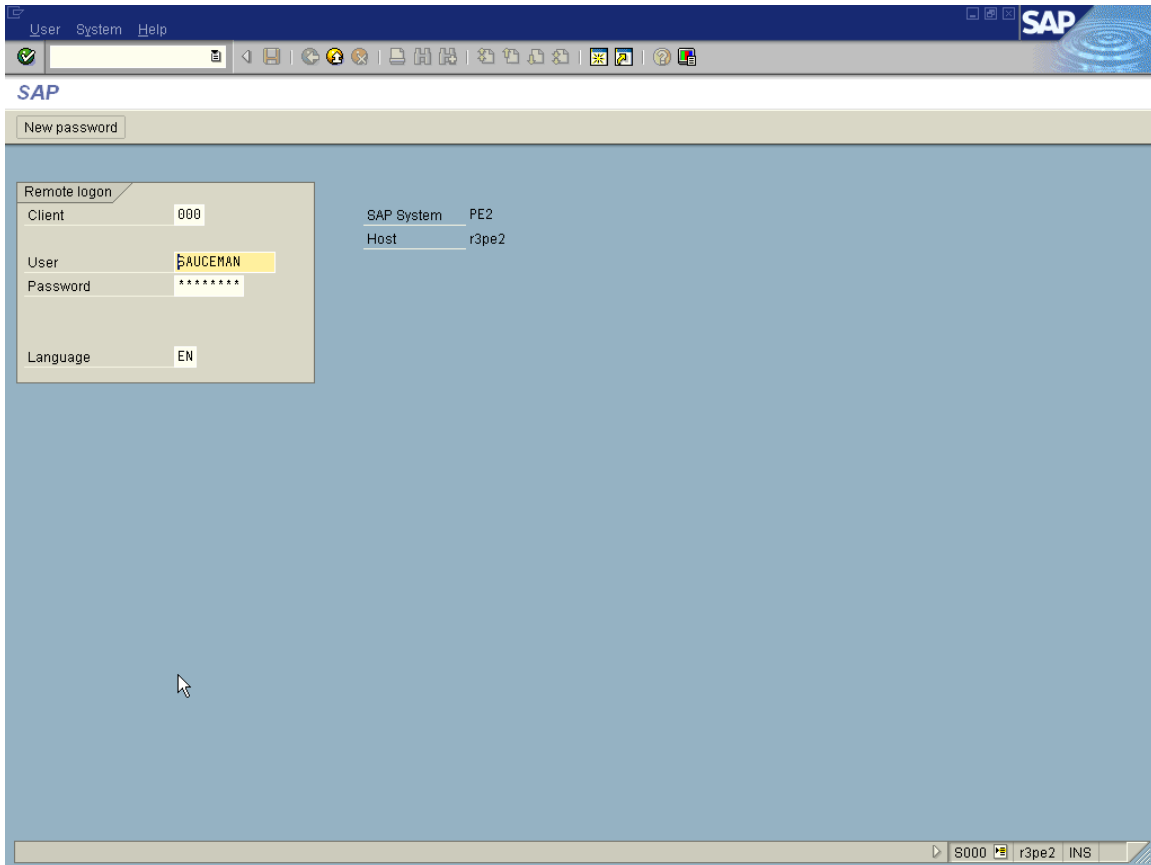 User System Help
SAP
SAP
New password
Remote logon
Client 000
SAP System PE2
Host r3pe2
User SAUCEMAN
Password ********
Language EN
S000 r3pe2 INS